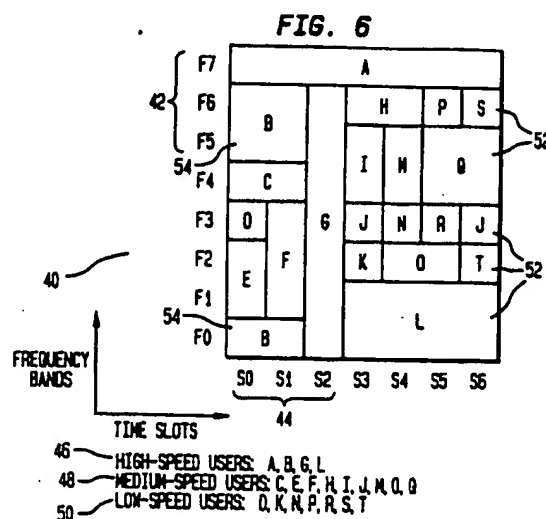 FIG. 6
F7 A
42 F6 B H P S
F5 I M Q 52
54 F4 C G
F3 D F J N R J
40 F2 E K O T 52
F1 L
54 F0 B
S0 S1 S2 S3 S4 S5 S6
44
FREQUENCY
BANDS
TIME SLOTS
46 HIGH-SPEED USERS: A, B, G, L
48 MEDIUM-SPEED USERS: C, E, F, H, I, J, M, O, Q
50 LOW-SPEED USERS: D, K, N, P, R, S, T